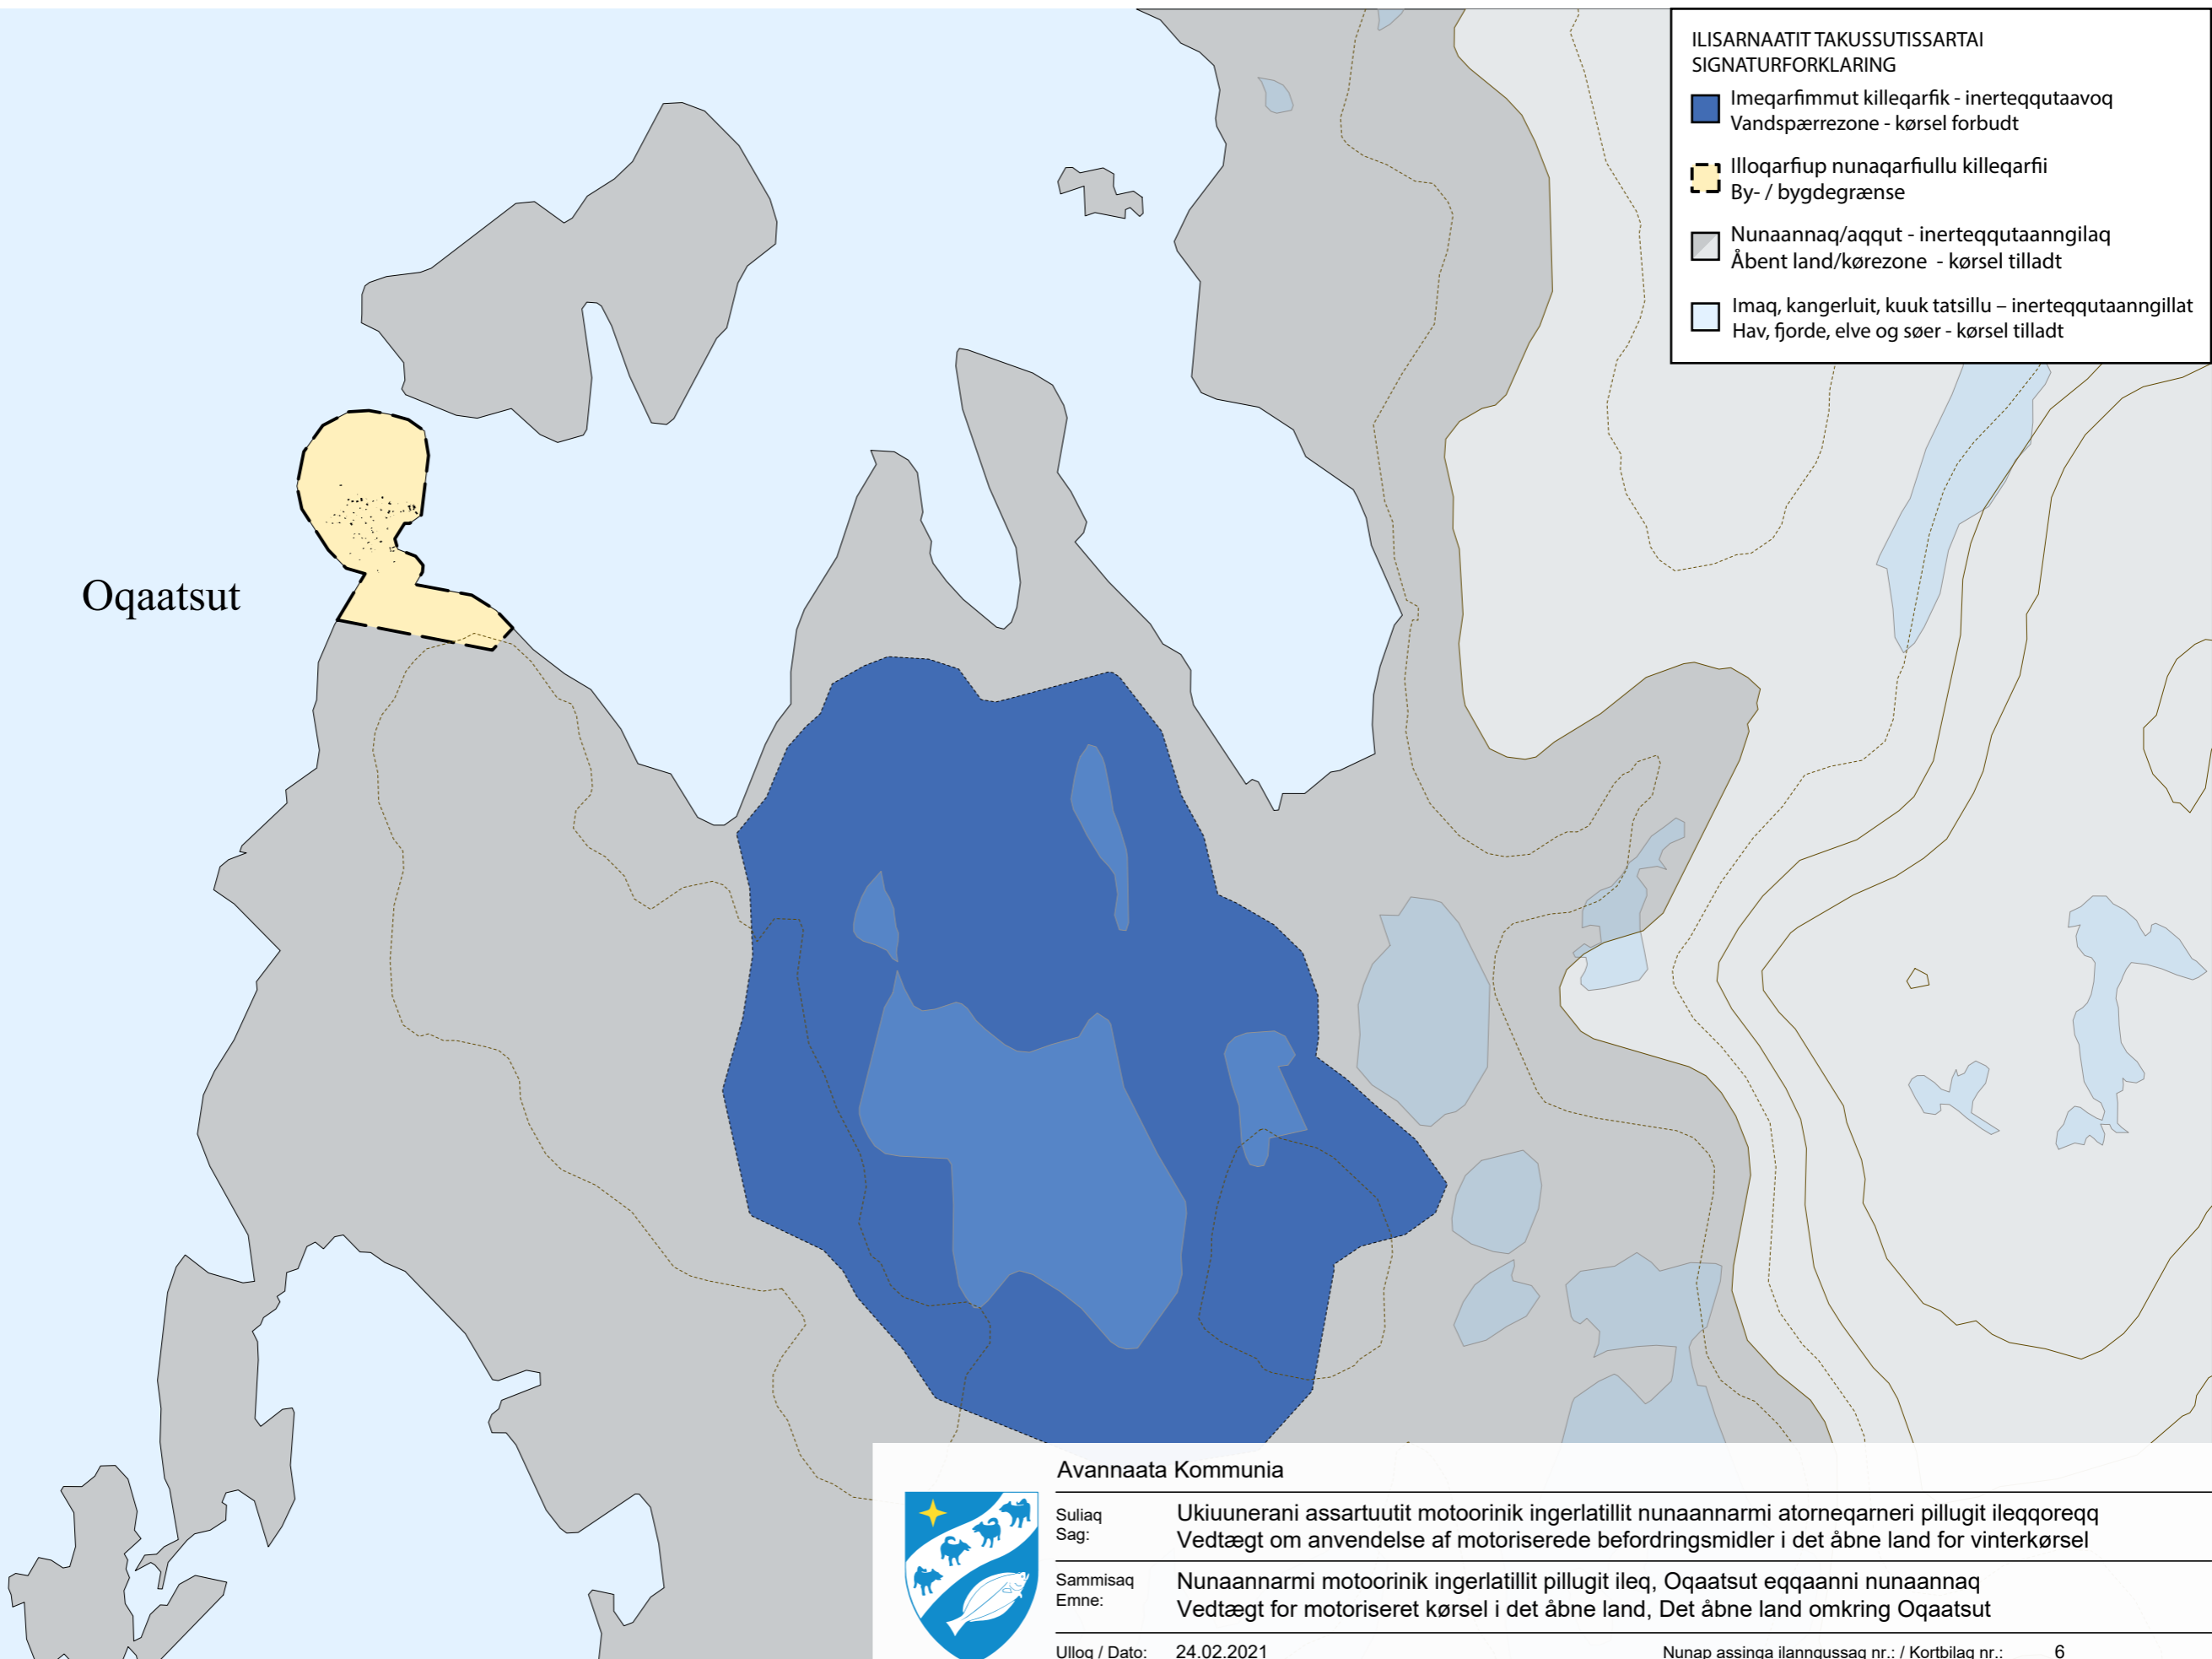 ILISARNAATIT TAKUSSUTISSARTAI
SIGNATURFORKLARING
Imeqarfimmut killeqarfik - inerteqqutaavoq
Vandspærrezone - kørsel forbudt
Illoqarfiup nunaqarfiullu killeqarfii
By- / bygdegrænse
Nunaannaq/aqqut - inerteqqutaanngilaq
Åbent land/kørezone - kørsel tilladt
Imaq, kangerluit, kuuk tatsillu – inerteqqutaanngillat
Hav, fjorde, elve og søer - kørsel tilladt
Oqaatsut
Avannaata Kommunia
Suliaq
Sag:
Ukiuunerani assartuutit motoorinik ingerlatillit nunaannarmi atorneqarneri pillugit ileqqoreqq
Vedtægt om anvendelse af motoriserede befordringsmidler i det åbne land for vinterkørsel
Sammisaq
Emne:
Nunaannarmi motoorinik ingerlatillit pillugit ileq, Oqaatsut eqqaanni nunaannaq
Vedtægt for motoriseret kørsel i det åbne land, Det åbne land omkring Oqaatsut
Ulloq / Dato: 24.02.2021 Nunap assinga ilanngussaq nr.: / Kortbilag nr.: 6